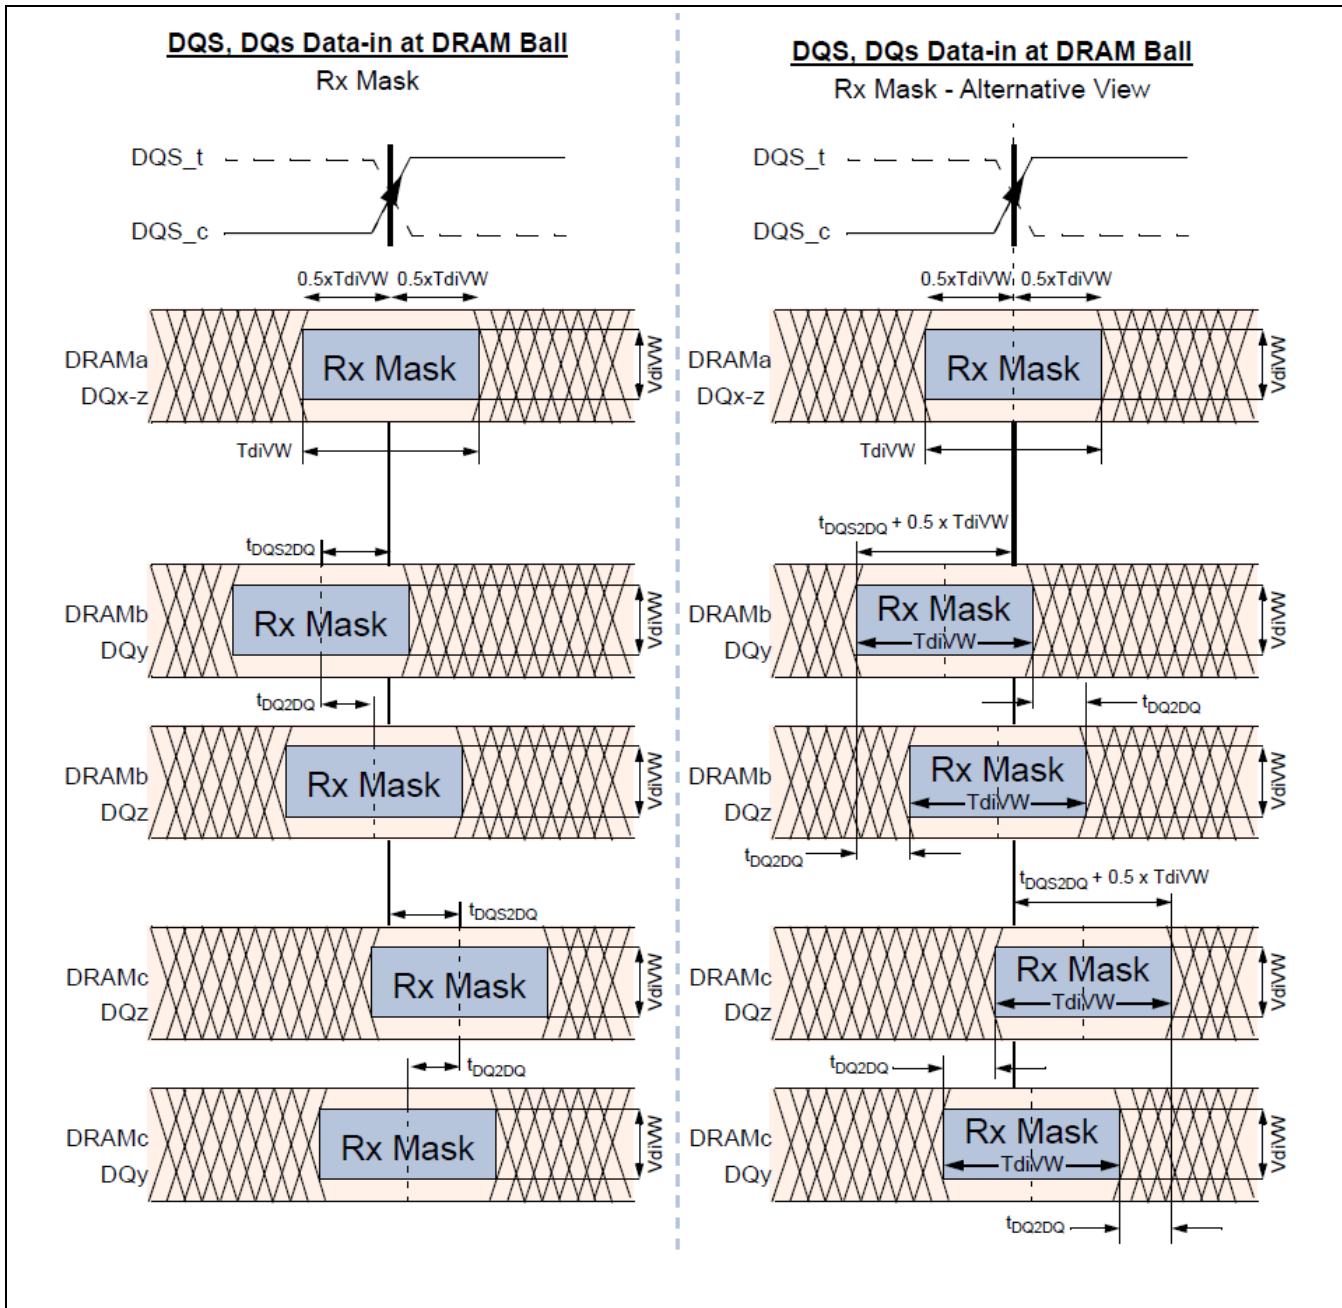 DQS, DQs Data-in at DRAM Ball
Rx Mask
DQS_t
DQS_c
0.5xTdiVW 0.5xTdiVW
DRAMa
DQx-z
Rx Mask
VdiVW
TdiVW
tDQS2DQ
DRAMb
DQy
Rx Mask
VdiVW
tDQ2DQ
DRAMb
DQz
Rx Mask
VdiVW
tDQS2DQ
DRAMc
DQz
Rx Mask
VdiVW
tDQ2DQ
DRAMc
DQy
Rx Mask
VdiVW
DQS, DQs Data-in at DRAM Ball
Rx Mask - Alternative View
DQS_t
DQS_c
0.5xTdiVW 0.5xTdiVW
DRAMa
DQx-z
Rx Mask
VdiVW
TdiVW
tDQS2DQ + 0.5 x TdiVW
DRAMb
DQy
Rx Mask
TdiVW
VdiVW
tDQ2DQ
DRAMb
DQz
Rx Mask
TdiVW
VdiVW
tDQ2DQ
tDQS2DQ + 0.5 x TdiVW
DRAMc
DQz
Rx Mask
TdiVW
VdiVW
tDQ2DQ
DRAMc
DQy
Rx Mask
TdiVW
VdiVW
tDQ2DQ